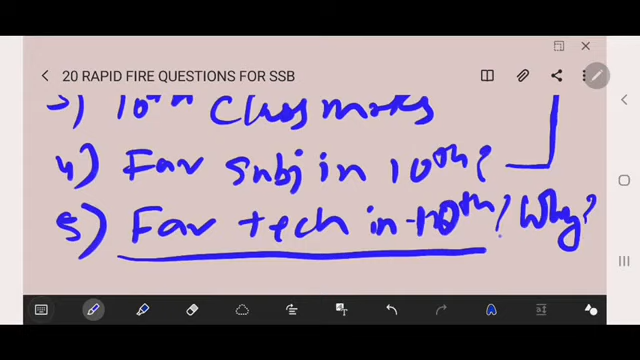 20 RAPID FIRE QUESTIONS FOR SSB
3) 10th Class marks
4) Fav subj in 10th?
5) Fav tech in 10th? Why?